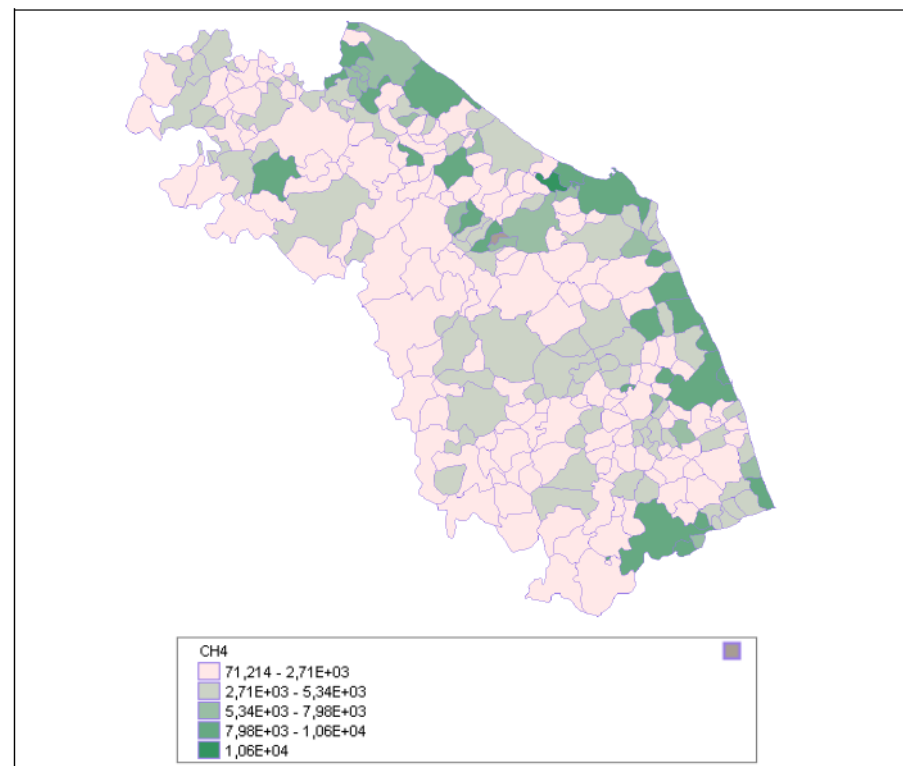 CH4
71,214 - 2,71E+03
2,71E+03 - 5,34E+03
5,34E+03 - 7,98E+03
7,98E+03 - 1,06E+04
1,06E+04